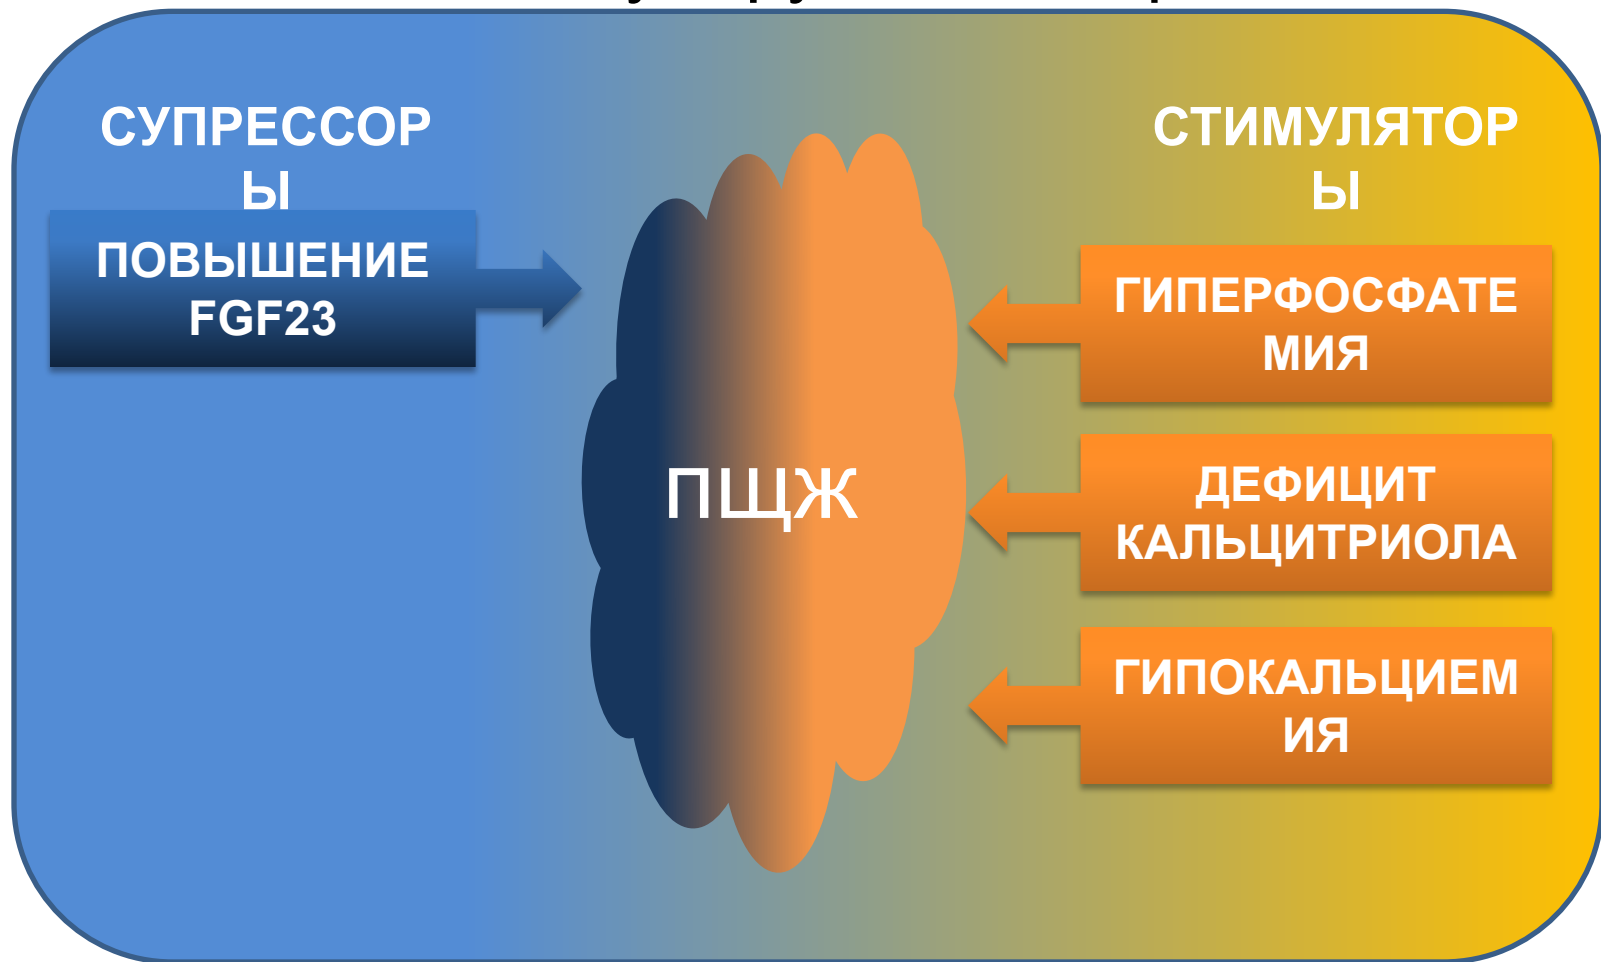 СУПРЕССОР
Ы
ПОВЫШЕНИЕ
FGF23
ПЩЖ
СТИМУЛЯТОР
Ы
ГИПЕРФОСФАТЕ
МИЯ
ДЕФИЦИТ
КАЛЬЦИТРИОЛА
ГИПОКАЛЬЦИЕМ
ИЯ